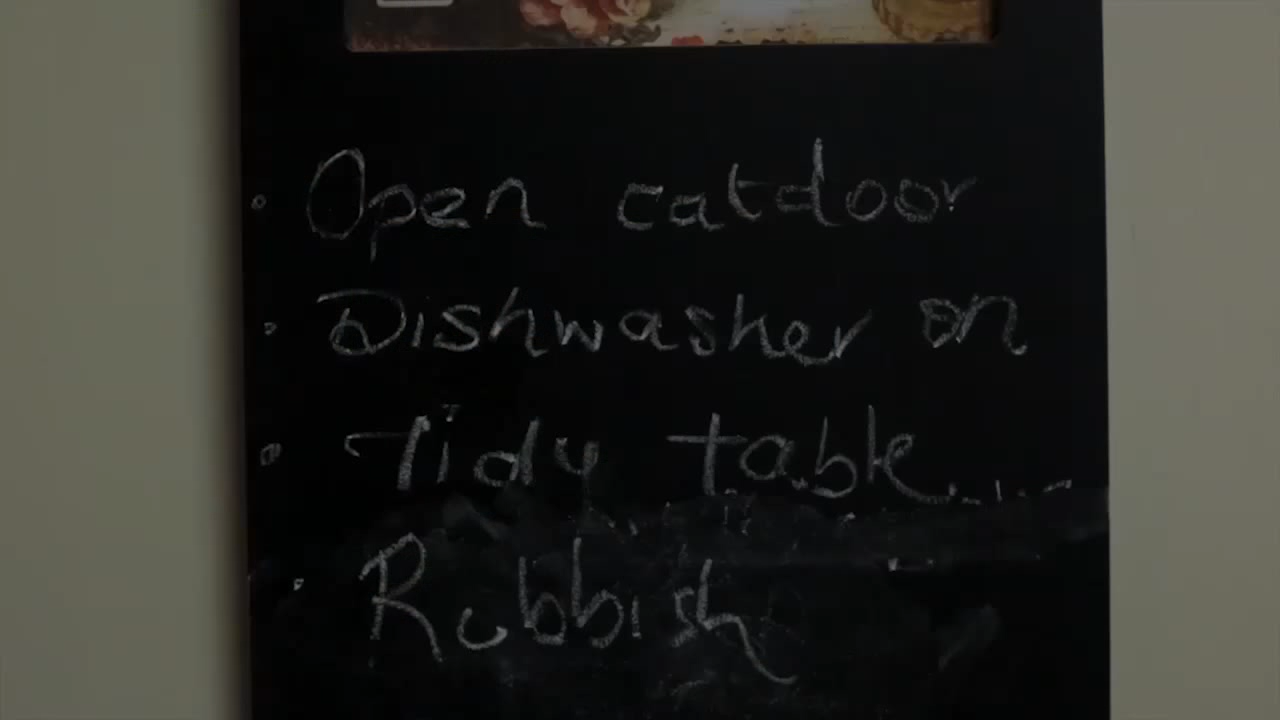 • Open catdoor
• Dishwasher on
• Tidy table
• Rubbish